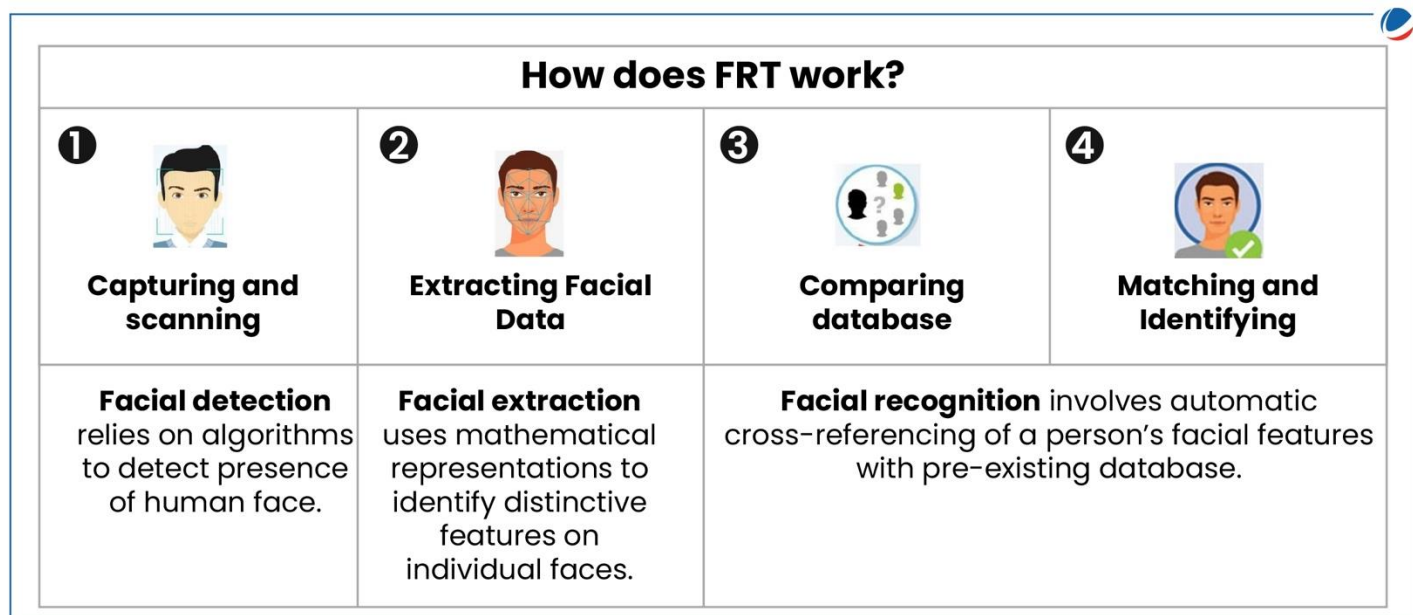 How does FRT work?
1
Capturing and
scanning
2
Extracting Facial
Data
3
?
Comparing
database
4
Matching and
Identifying
Facial detection
relies on algorithms
to detect presence
of human face.
Facial extraction
uses mathematical
representations to
identify distinctive
features on
individual faces.
Facial recognition involves automatic
cross-referencing of a person’s facial features
with pre-existing database.